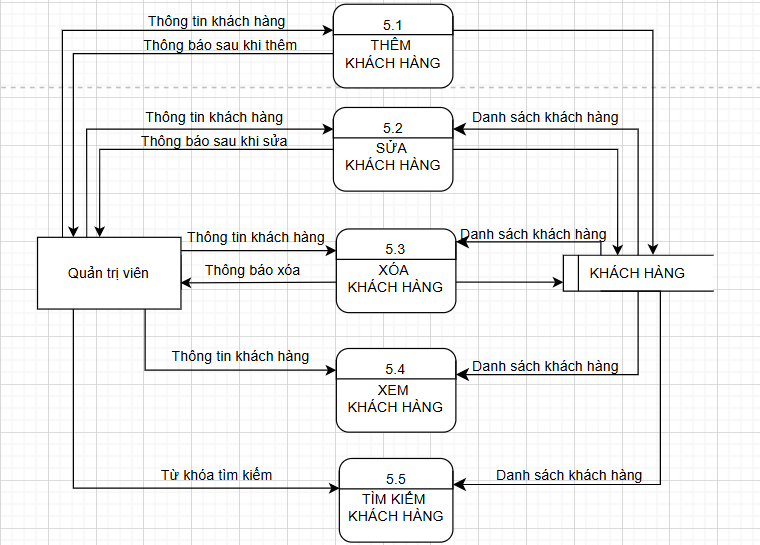 Thông tin khách hàng
5.1
Thông báo sau khi thêm
THÊM
KHÁCH HÀNG
Thông tin khách hàng
5.2
Danh sách khách hàng
Thông báo sau khi sửa
SỬA
KHÁCH HÀNG
Thông tin khách hàng
5.3
Danh sách khách hàng
Quản trị viên
Thông báo xóa
XÓA
KHÁCH HÀNG
KHÁCH HÀNG
Thông tin khách hàng
5.4
Danh sách khách hàng
XEM
KHÁCH HÀNG
Từ khóa tìm kiếm
5.5
Danh sách khách hàng
TÌM KIẾM
KHÁCH HÀNG